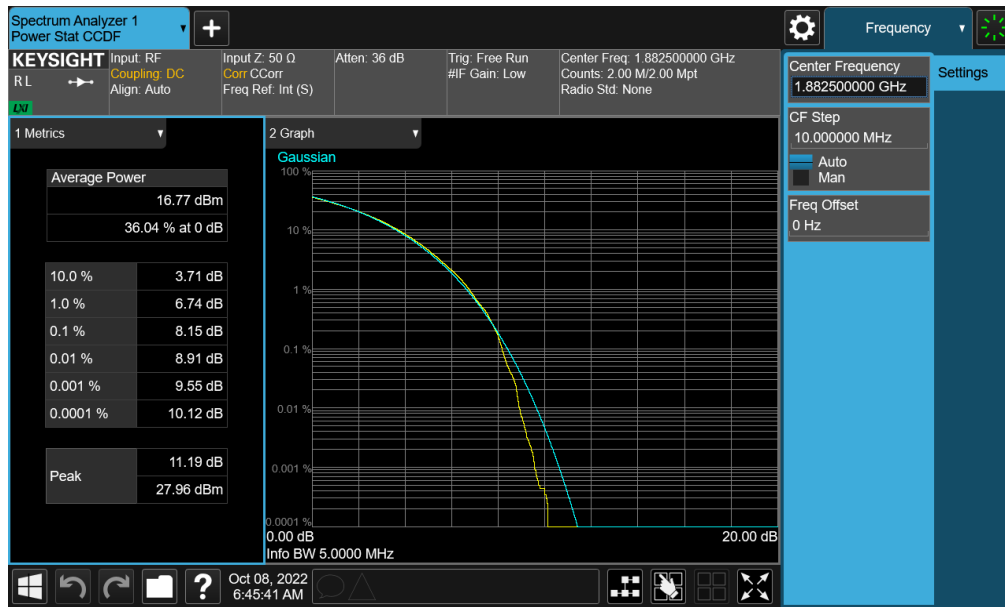 Spectrum Analyzer 1
Power Stat CCDF
+
Frequency
KEYSIGHT
R L
LXI
Input: RF
Coupling: DC
Align: Auto
Input Z: 50 Ω
Corr CCorr
Freq Ref: Int (S)
Atten: 36 dB
Trig: Free Run
#IF Gain: Low
Center Freq: 1.882500000 GHz
Counts: 2.00 M/2.00 Mpt
Radio Std: None
Center Frequency
1.882500000 GHz
Settings
CF Step
10.000000 MHz
Auto
Man
Freq Offset
0 Hz
1 Metrics
Average Power
16.77 dBm
36.04 % at 0 dB
10.0 % 3.71 dB
1.0 % 6.74 dB
0.1 % 8.15 dB
0.01 % 8.91 dB
0.001 % 9.55 dB
0.0001 % 10.12 dB
Peak
11.19 dB
27.96 dBm
2 Graph
Gaussian
100 %
10 %
1 %
0.1 %
0.01 %
0.001 %
0.0001 %
0.00 dB 20.00 dB
Info BW 5.0000 MHz
?
Oct 08, 2022
6:45:41 AM